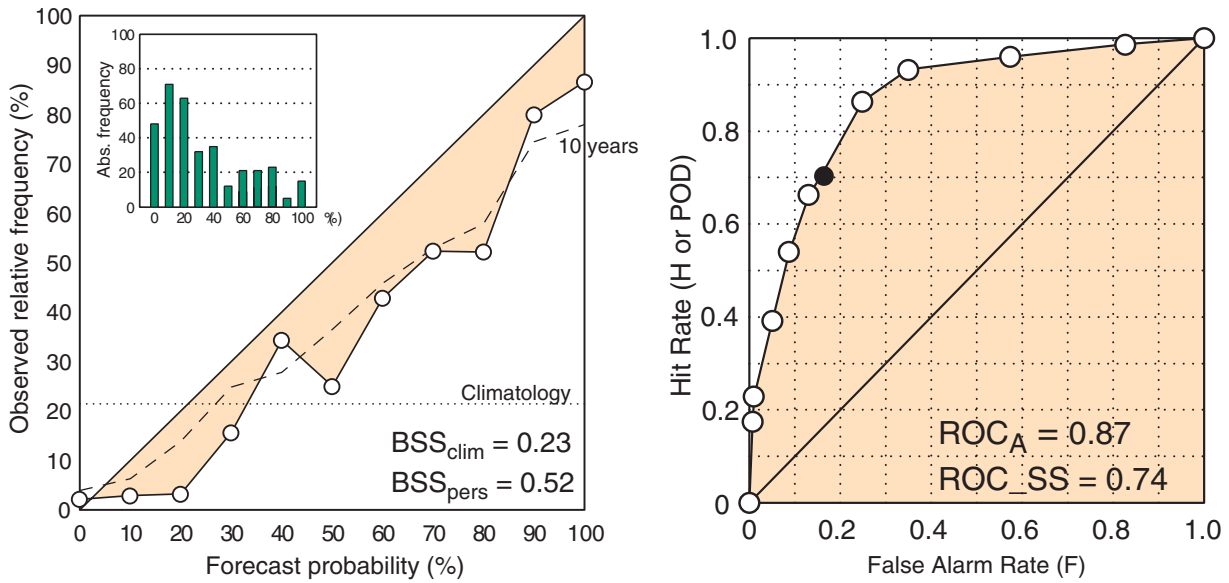 100
90
80
70
60
50
40
30
20
10
0
Observed relative frequency (%)
100
80
60
40
20
0
Abs. frequency
0 20 40 60 80 100 %)
10 years
Climatology
BSSclim = 0.23
BSSpers = 0.52
0 10 20 30 40 50 60 70 80 90 100
Forecast probability (%)
1.0
0.8
0.6
0.4
0.2
0
Hit Rate (H or POD)
ROCA = 0.87
ROC_SS = 0.74
0 0.2 0.4 0.6 0.8 1.0
False Alarm Rate (F)